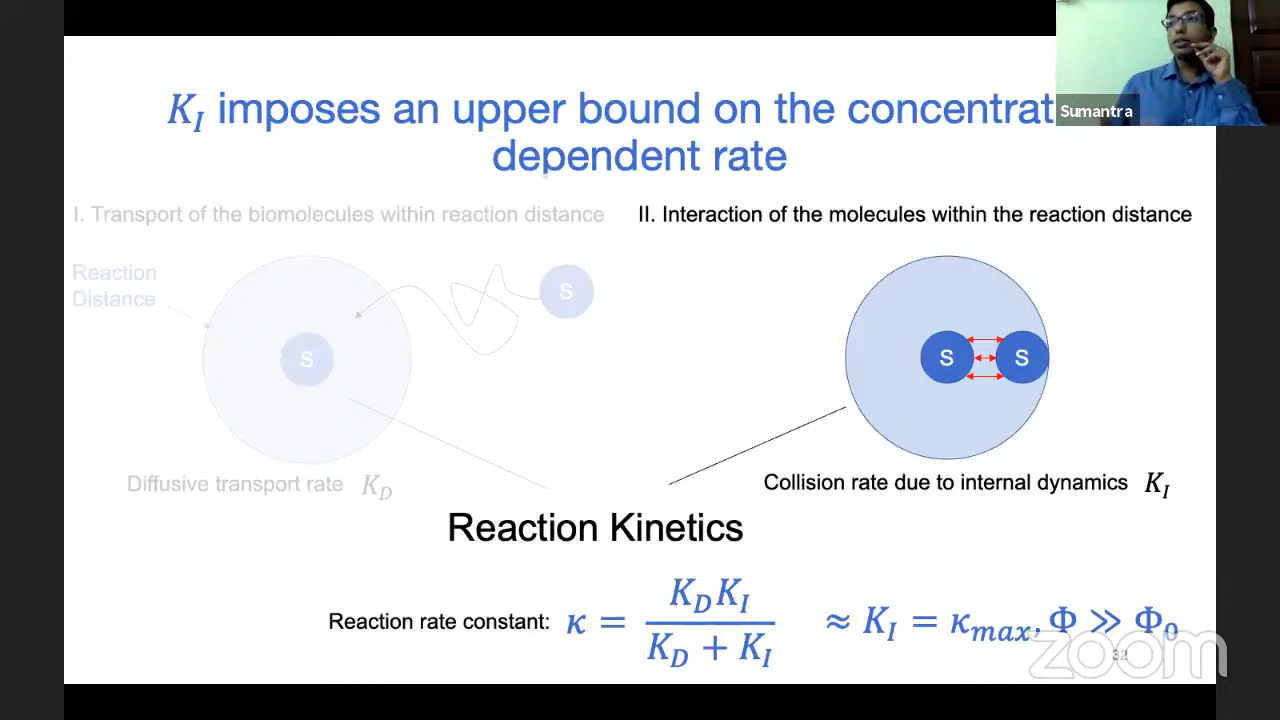 K_I imposes an upper bound on the concentrat
dependent rate
Sumantra
I. Transport of the biomolecules within reaction distance
II. Interaction of the molecules within the reaction distance
Reaction
Distance
S
S
S
S
Diffusive transport rate K_D
Collision rate due to internal dynamics K_I
Reaction Kinetics
Reaction rate constant: κ = K_D K_I / (K_D + K_I) ≈ K_I = κ_max, Φ ≫ Φ_0
32
zoom